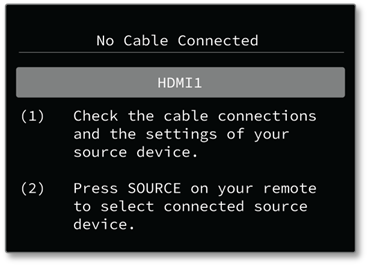 No Cable Connected
HDMI1
(1) Check the cable connections
and the settings of your
source device.
(2) Press SOURCE on your remote
to select connected source
device.